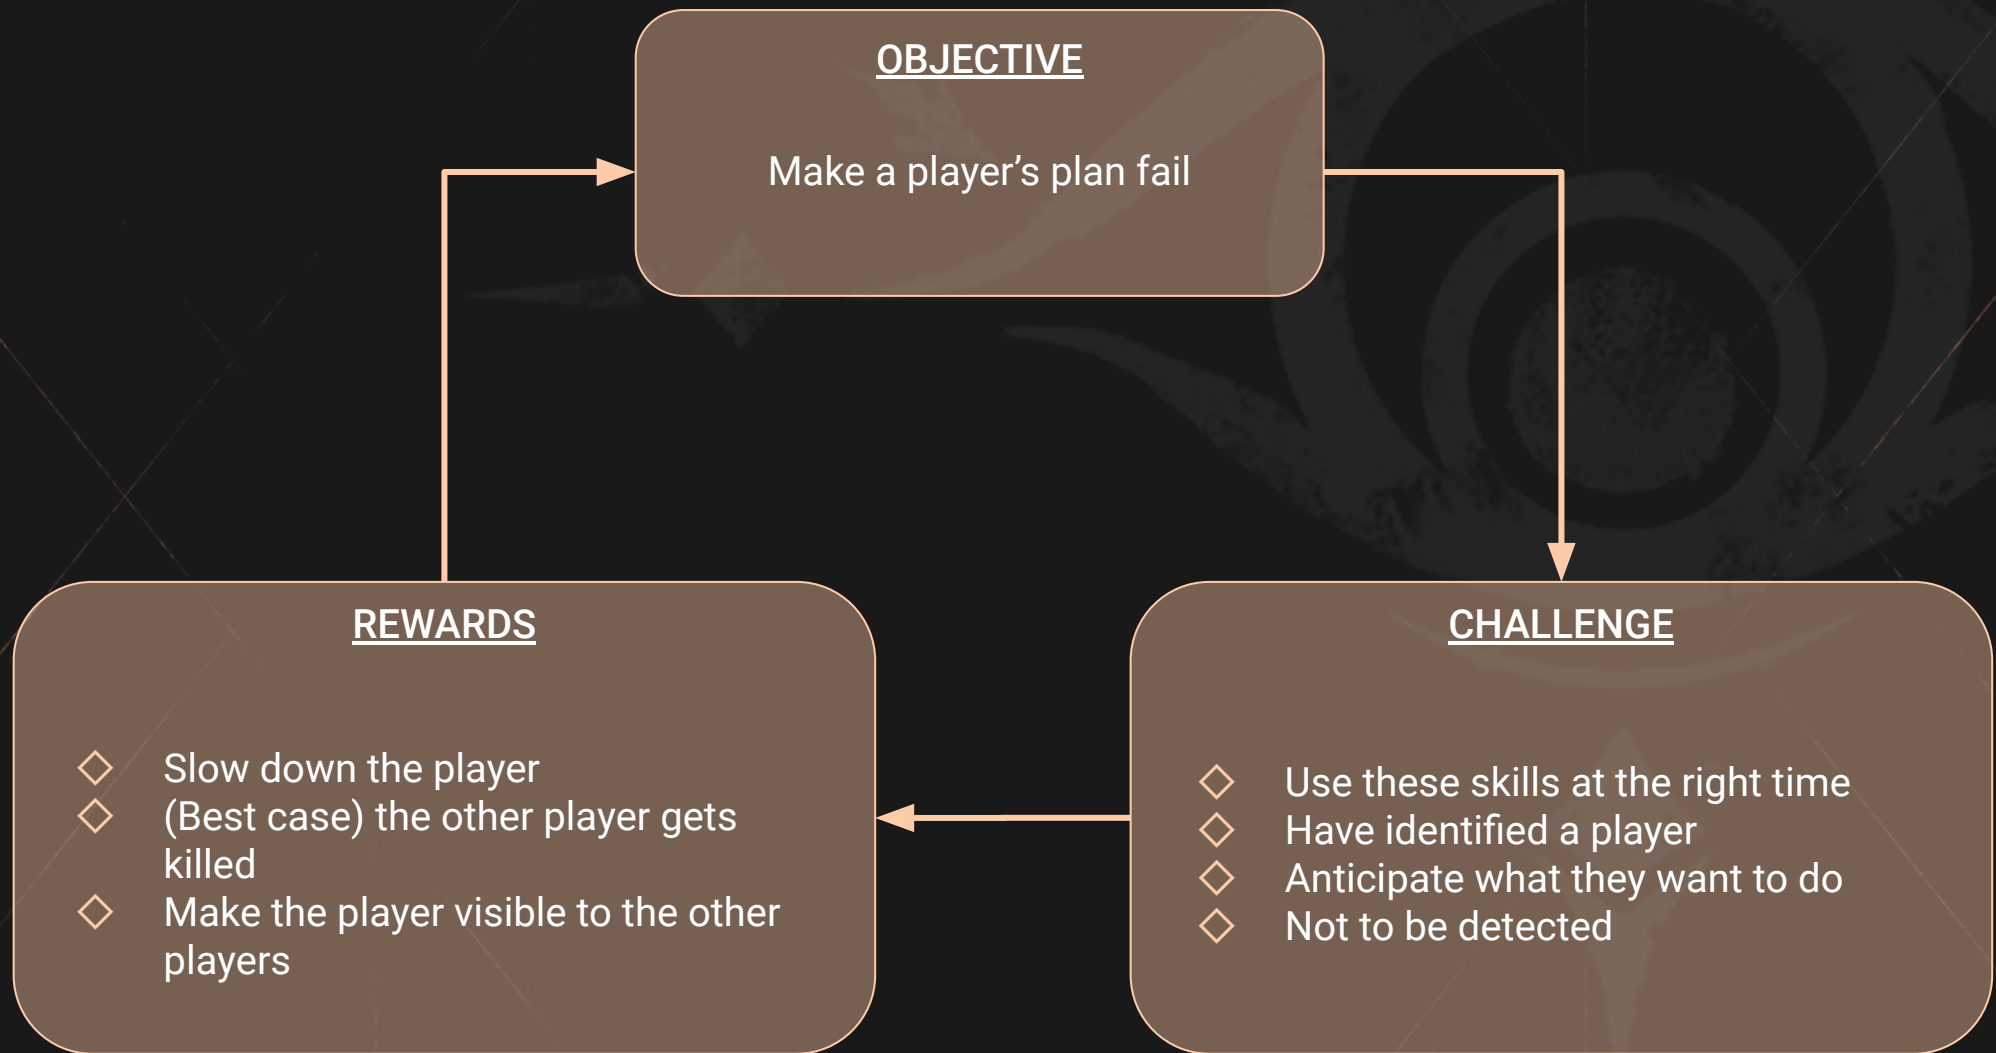 OBJECTIVE
Make a player’s plan fail
REWARDS
Slow down the player
(Best case) the other player gets
killed
Make the player visible to the other
players
CHALLENGE
Use these skills at the right time
Have identified a player
Anticipate what they want to do
Not to be detected